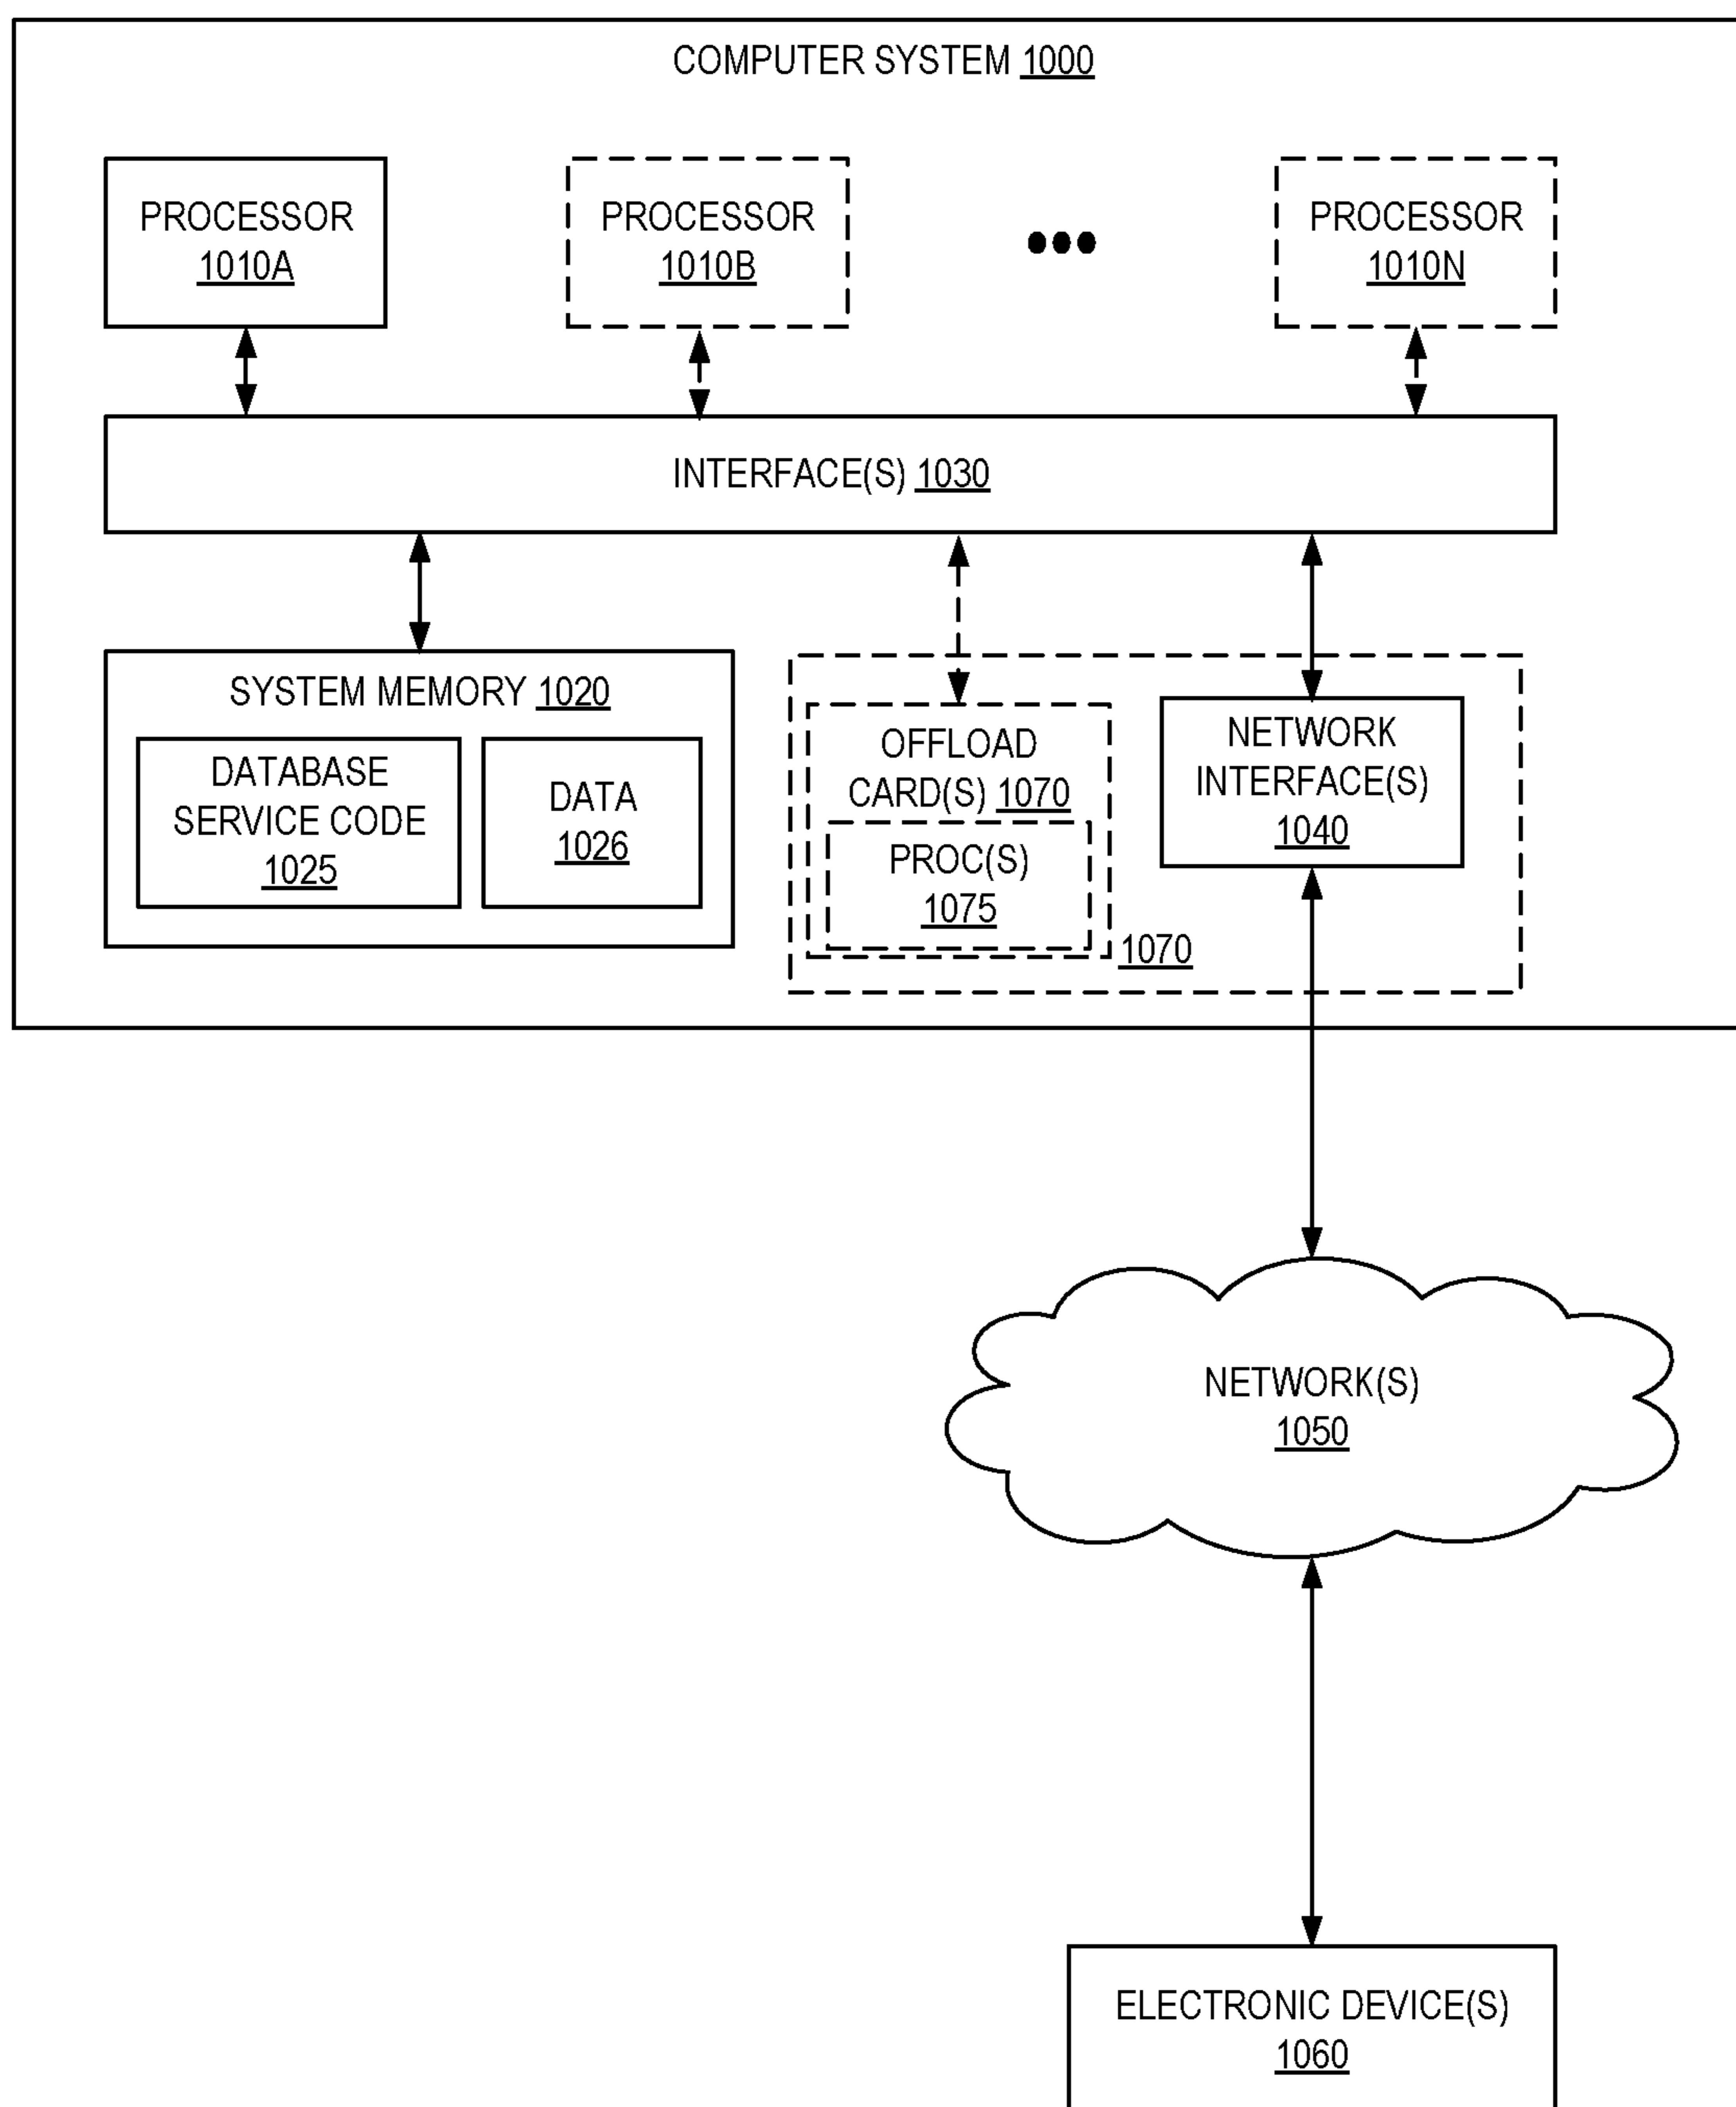 COMPUTER SYSTEM 1000
PROCESSOR
1010A
PROCESSOR
1010B
PROCESSOR
1010N
INTERFACE(S) 1030
SYSTEM MEMORY 1020
DATABASE
SERVICE CODE
1025
DATA
1026
OFFLOAD
CARD(S) 1070
PROC(S)
1075
1070
NETWORK
INTERFACE(S)
1040
NETWORK(S)
1050
ELECTRONIC DEVICE(S)
1060